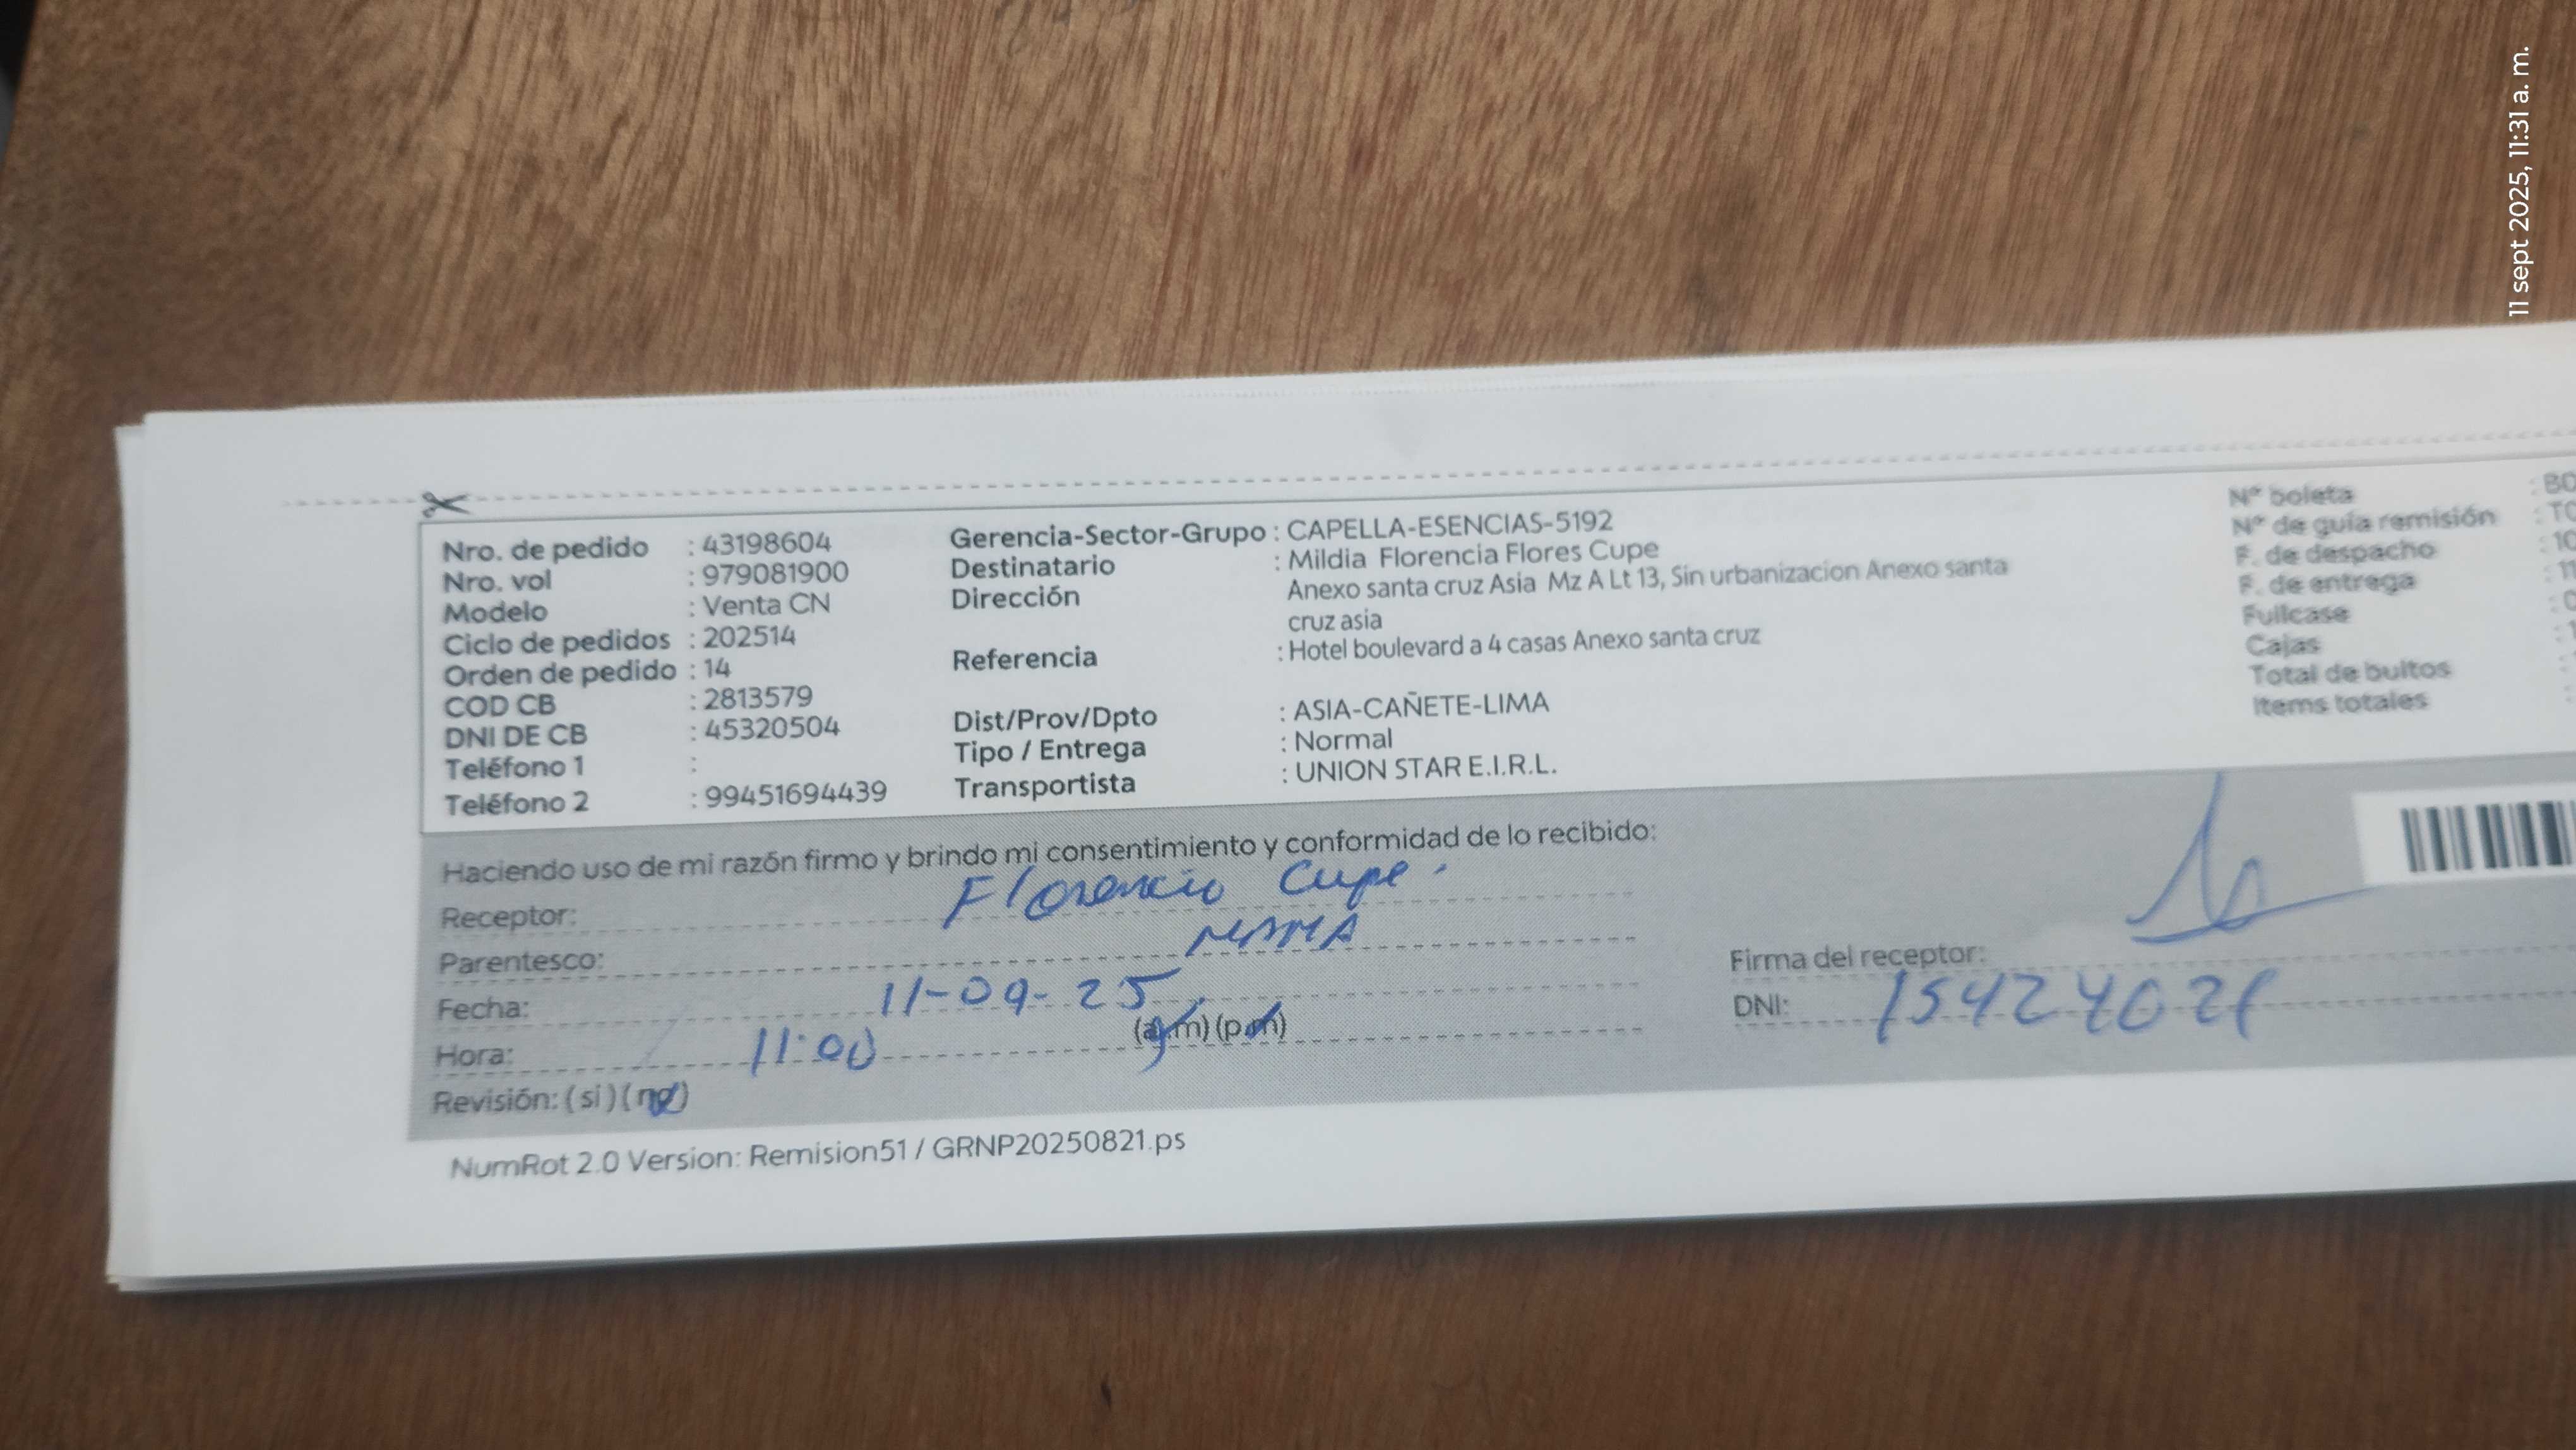 11 sept 2025, 11:31 a. m.
Nro. de pedido : 43198604
Nro. vol : 979081900
Modelo : Venta CN
Ciclo de pedidos : 202514
Orden de pedido : 14
COD CB : 2813579
DNI DE CB : 45320504
Teléfono 1 :
Teléfono 2 : 99451694439
Gerencia-Sector-Grupo : CAPELLA-ESENCIAS-5192
Destinatario : Mildia Florencia Flores Cupe
Dirección Anexo santa cruz Asia Mz A Lt 13, Sin urbanizacion Anexo santa
cruz asia
Referencia : Hotel boulevard a 4 casas Anexo santa cruz
Dist/Prov/Dpto : ASIA-CAÑETE-LIMA
Tipo / Entrega : Normal
Transportista : UNION STAR E.I.R.L.
N° boleta :
N° de guía remisión :
F. de despacho :
F. de entrega :
Fullcase :
Cajas :
Total de bultos :
Items totales
Haciendo uso de mi razón firmo y brindo mi consentimiento y conformidad de lo recibido:
Receptor: Florencio Cupe
Parentesco: MAMA
Fecha: 11-09-25
Hora: 11:00 (a.m) (p.m)
Revisión: (si) (no)
Firma del receptor:
DNI:
NumRot 2.0 Version: Remision51 / GRNP20250821.ps